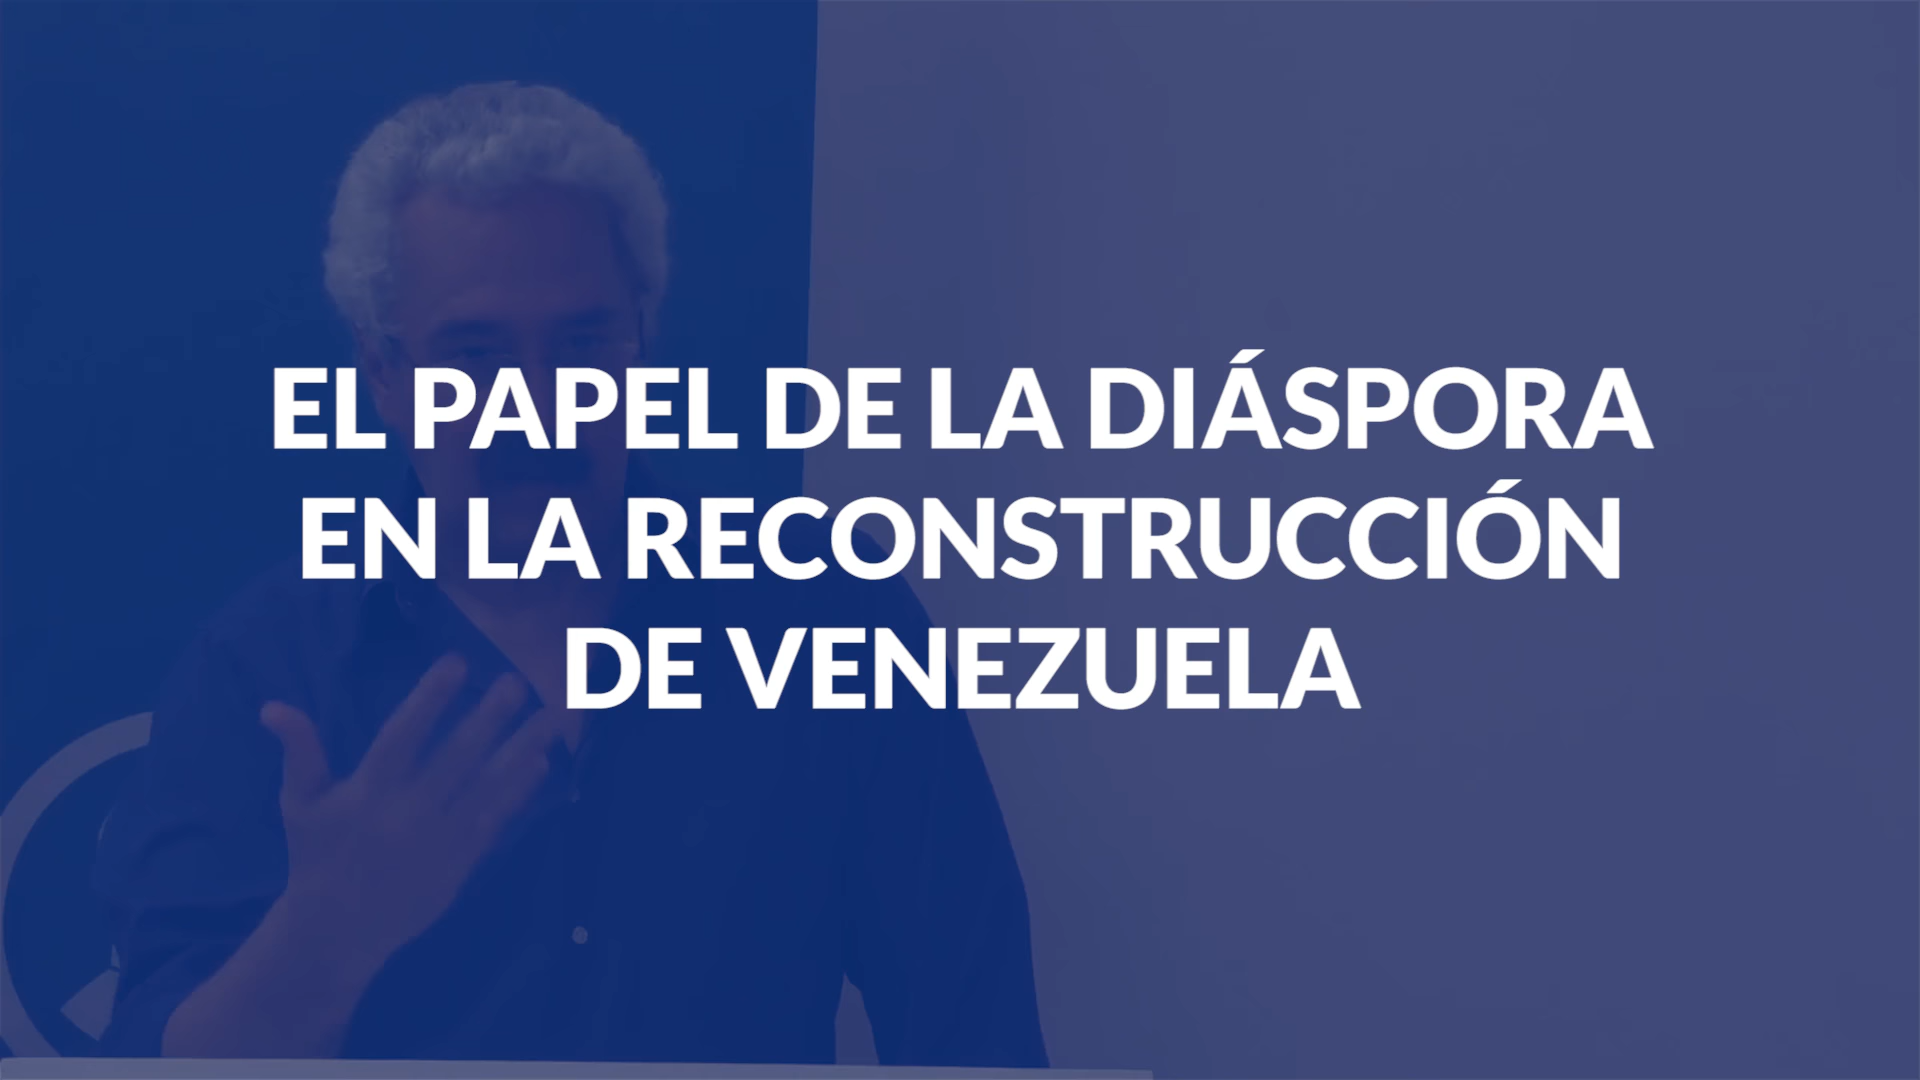 EL PAPEL DE LA DIÁSPORA
EN LA RECONSTRUCCIÓN
DE VENEZUELA